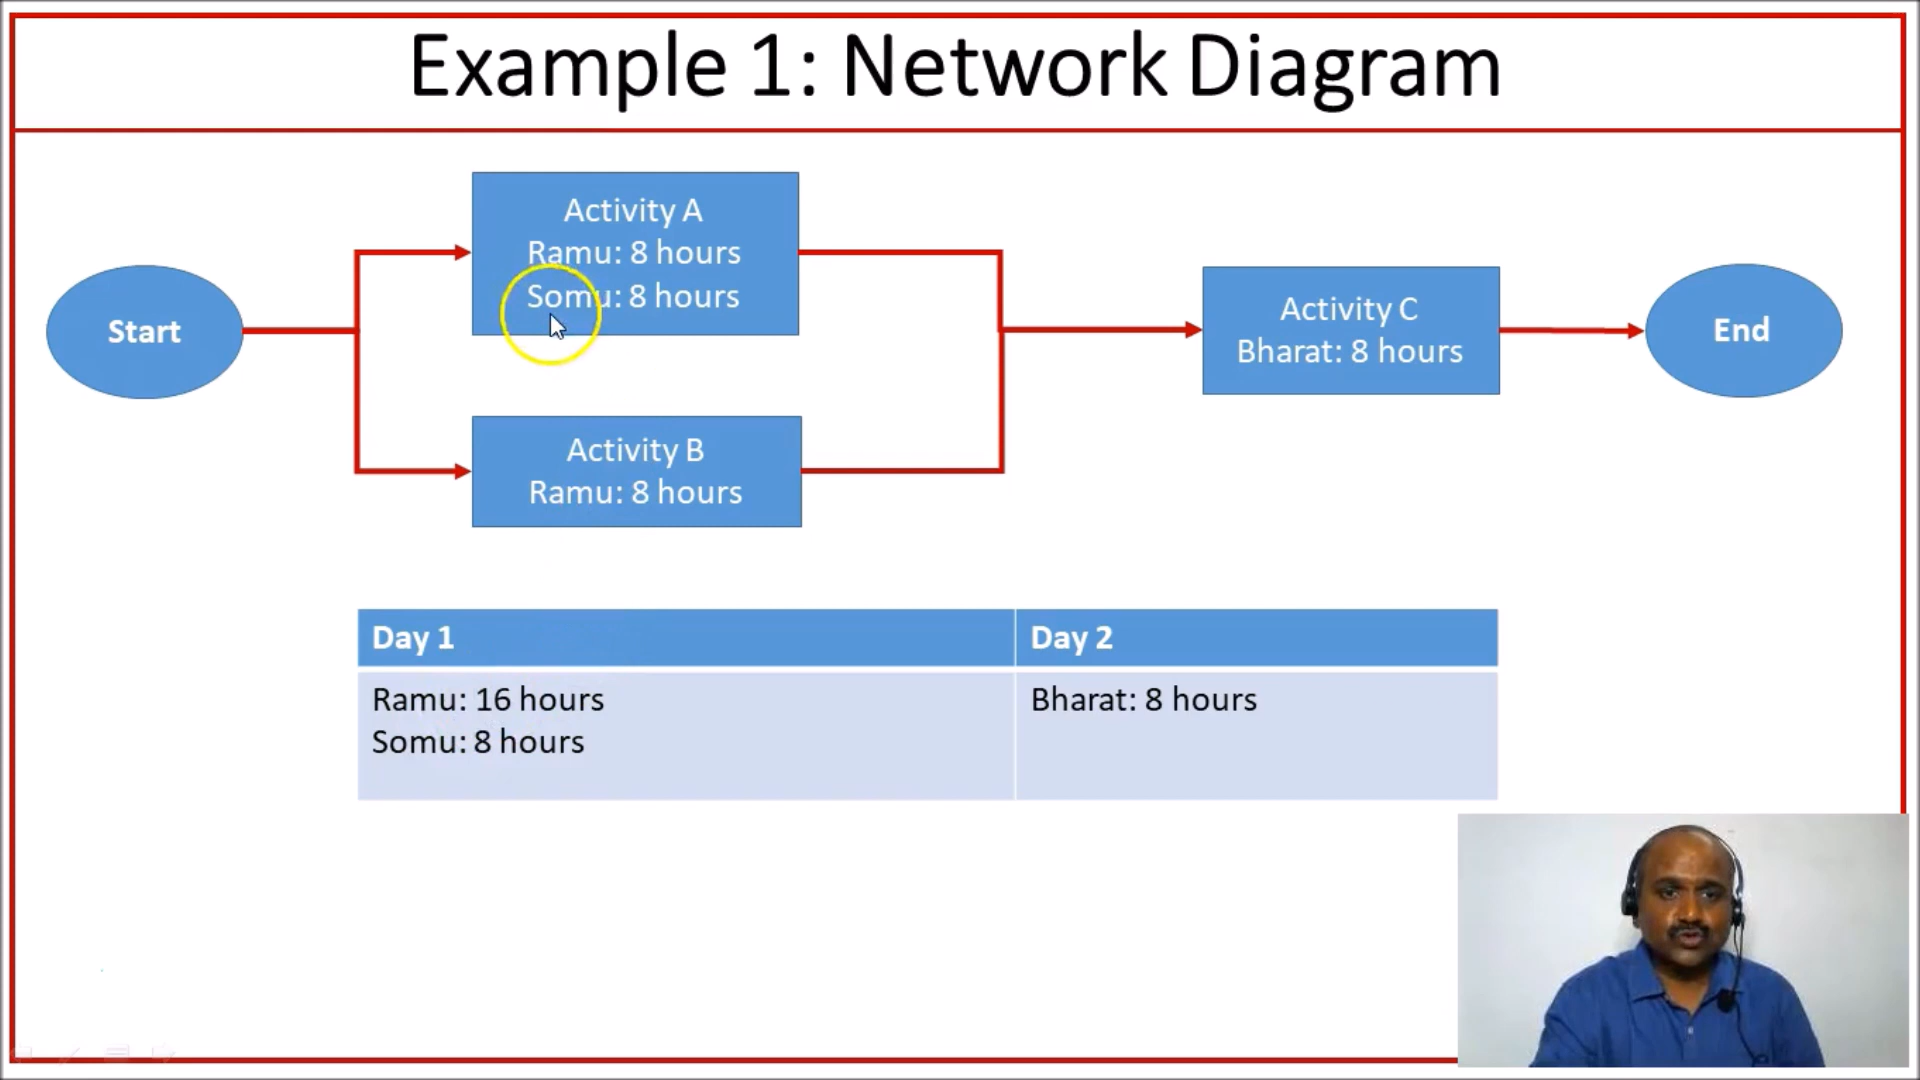 Example 1: Network Diagram
Start
Activity A
Ramu: 8 hours
Somu: 8 hours
Activity B
Ramu: 8 hours
Activity C
Bharat: 8 hours
End
Day 1
Day 2
Ramu: 16 hours
Somu: 8 hours
Bharat: 8 hours